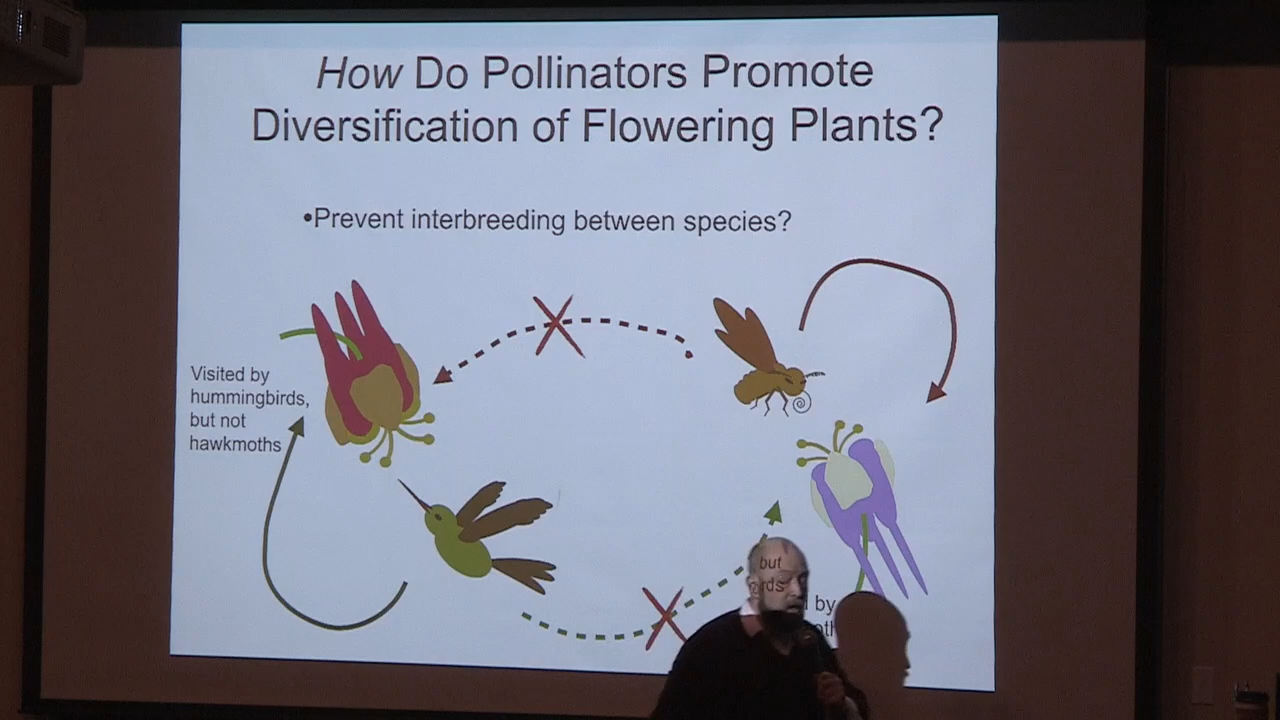 How Do Pollinators Promote
Diversification of Flowering Plants?
•Prevent interbreeding between species?
Visited by
hummingbirds,
but not
hawkmoths
but
by